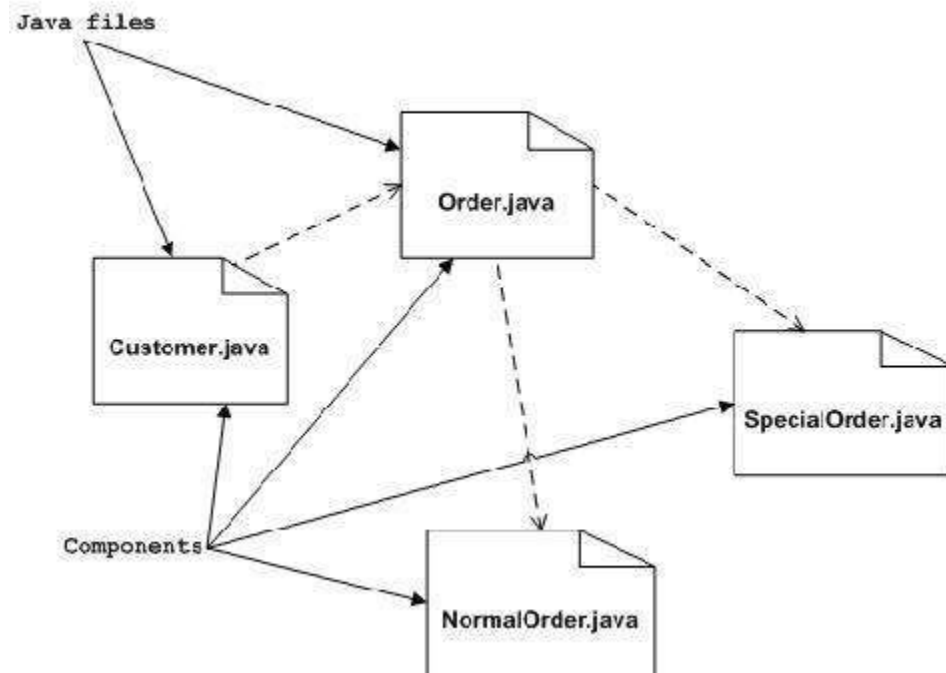 Java files
Order.java
Customer.java
SpecialOrder.java
Components
NormalOrder.java